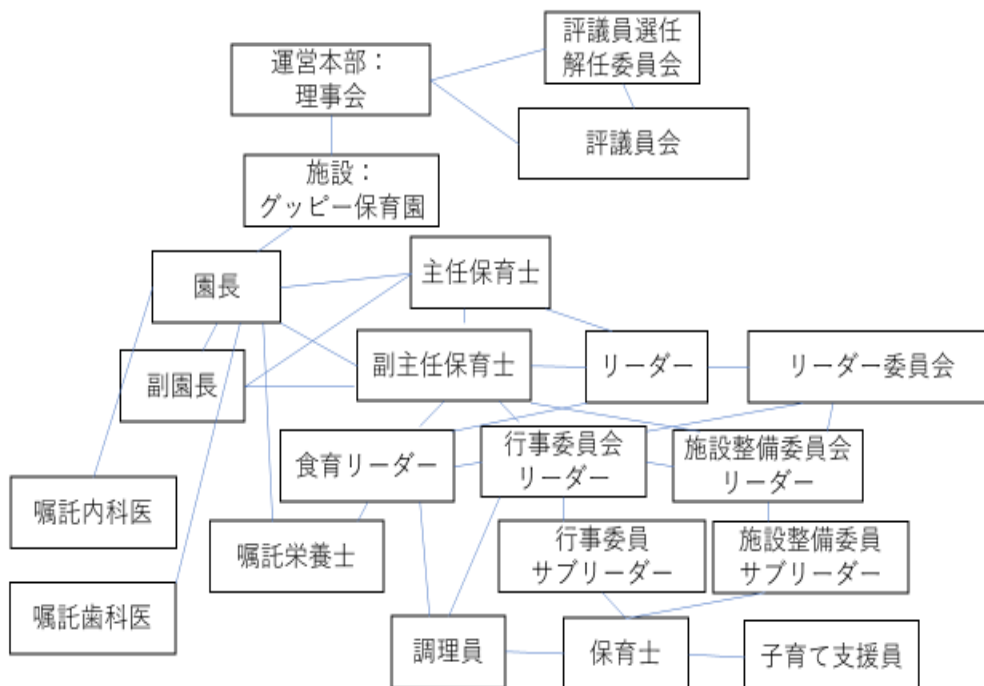 評議員選任
解任委員会
運営本部：
理事会
評議員会
施設：
グッピー保育園
主任保育士
園長
副主任保育士
リーダー
リーダー委員会
副園長
食育リーダー
行事委員会
リーダー
施設整備委員会
リーダー
嘱託内科医
嘱託栄養士
行事委員
サブリーダー
施設整備委員
サブリーダー
嘱託歯科医
調理員
保育士
子育て支援員